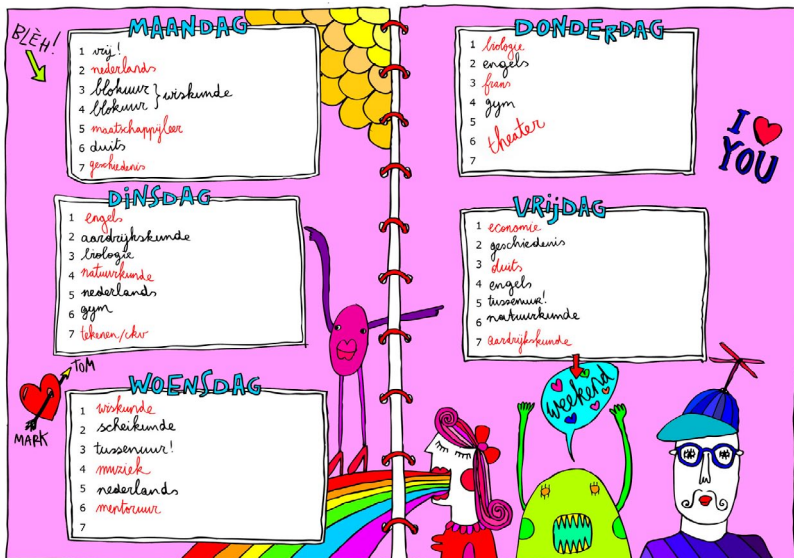 BLÈH!
MAANDAG
1 vrij!
2 nederlands
3 blokuur } wiskunde
4 blokuur
5 maatschappijleer
6 duits
7 geschiedenis
DINSDAG
1 engels
2 aardrijkskunde
3 biologie
4 natuurkunde
5 nederlands
6 gym
7 tekenen/ckv
TOM
MARK
WOENSDAG
1 wiskunde
2 scheikunde
3 tussenuur!
4 muziek
5 nederlands
6 mentoruur
7
DONDERDAG
1 biologie
2 engels
3 frans
4 gym
5
6 theater
7
I
YOU
VRIJDAG
1 economie
2 geschiedenis
3 duits
4 engels
5 tussenuur!
6 natuurkunde
7 aardrijkskunde
weekend